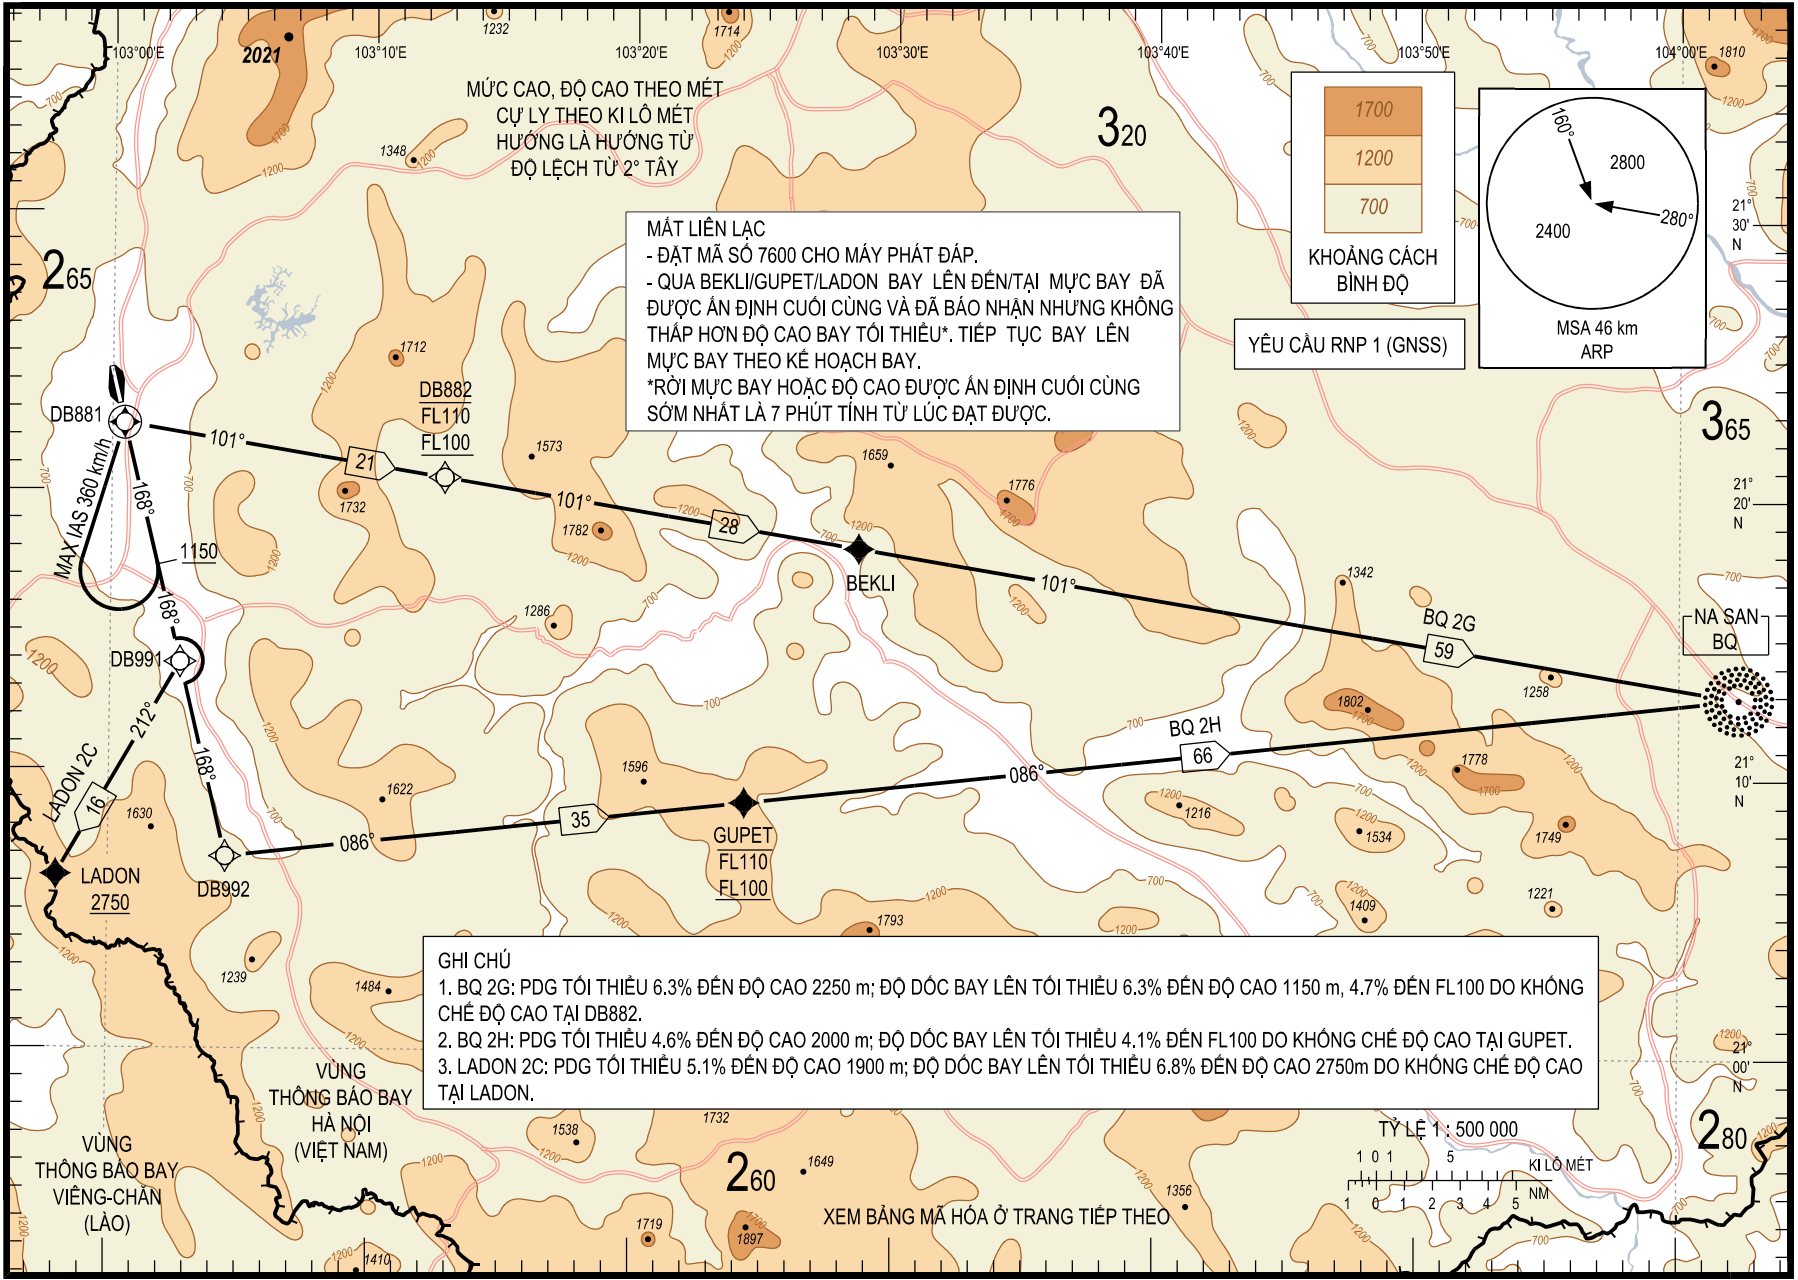 103°00'E
103°10'E
103°20'E
103°30'E
103°40'E
103°50'E
104°00'E
2021
1232
1714
1810
1348
MỨC CAO, ĐỘ CAO THEO MÉT
CỰ LY THEO KI LÔ MÉT
HƯỚNG LÀ HƯỚNG TỪ
ĐỘ LỆCH TỪ 2° TÂY
320
265
365
1700
1200
700
KHOẢNG CÁCH
BÌNH ĐỘ
160°
2800
280°
2400
MSA 46 km
ARP
21°
30'
N
MẤT LIÊN LẠC
- ĐẶT MÃ SỐ 7600 CHO MÁY PHÁT ĐÁP.
- QUA BEKLI/GUPET/LADON BAY LÊN ĐẾN/TẠI MỰC BAY ĐÃ
ĐƯỢC ẤN ĐỊNH CUỐI CÙNG VÀ ĐÃ BÁO NHẬN NHƯNG KHÔNG
THẤP HƠN ĐỘ CAO BAY TỐI THIỂU*. TIẾP TỤC BAY LÊN
MỰC BAY THEO KẾ HOẠCH BAY.
*RỜI MỰC BAY HOẶC ĐỘ CAO ĐƯỢC ẤN ĐỊNH CUỐI CÙNG
SỚM NHẤT LÀ 7 PHÚT TÍNH TỪ LÚC ĐẠT ĐƯỢC.
YÊU CẦU RNP 1 (GNSS)
1712
DB882
FL110
FL100
DB881
101°
21
1573
1659
1732
101°
1782
28
1776
21°
20'
N
MAX IAS 360 km/h
168°
1150
168°
BEKLI
101°
1342
1286
BQ 2G
59
NA SAN
BQ
DB991
1258
1802
212°
LADON 2C
16
168°
BQ 2H
66
086°
1596
1622
1630
1778
21°
10'
N
1216
1534
1749
35
086°
GUPET
FL110
FL100
LADON
2750
DB992
1793
1409
1221
1239
1484
GHI CHÚ
1. BQ 2G: PDG TỐI THIỂU 6.3% ĐẾN ĐỘ CAO 2250 m; ĐỘ DỐC BAY LÊN TỐI THIỂU 6.3% ĐẾN ĐỘ CAO 1150 m, 4.7% ĐẾN FL100 DO KHỐNG
CHẾ ĐỘ CAO TẠI DB882.
2. BQ 2H: PDG TỐI THIỂU 4.6% ĐẾN ĐỘ CAO 2000 m; ĐỘ DỐC BAY LÊN TỐI THIỂU 4.1% ĐẾN FL100 DO KHỐNG CHẾ ĐỘ CAO TẠI GUPET.
3. LADON 2C: PDG TỐI THIỂU 5.1% ĐẾN ĐỘ CAO 1900 m; ĐỘ DỐC BAY LÊN TỐI THIỂU 6.8% ĐẾN ĐỘ CAO 2750m DO KHỐNG CHẾ ĐỘ CAO
TẠI LADON.
21°
00'
N
VÙNG
THÔNG BÁO BAY
HÀ NỘI
(VIỆT NAM)
VÙNG
THÔNG BÁO BAY
VIÊNG-CHĂN
(LÀO)
1538
1732
1649
260
1719
1897
1410
1356
XEM BẢNG MÃ HÓA Ở TRANG TIẾP THEO
TỶ LỆ 1 : 500 000
1 0 1 5 KI LÔ MÉT
1 0 1 2 3 4 5 NM
280